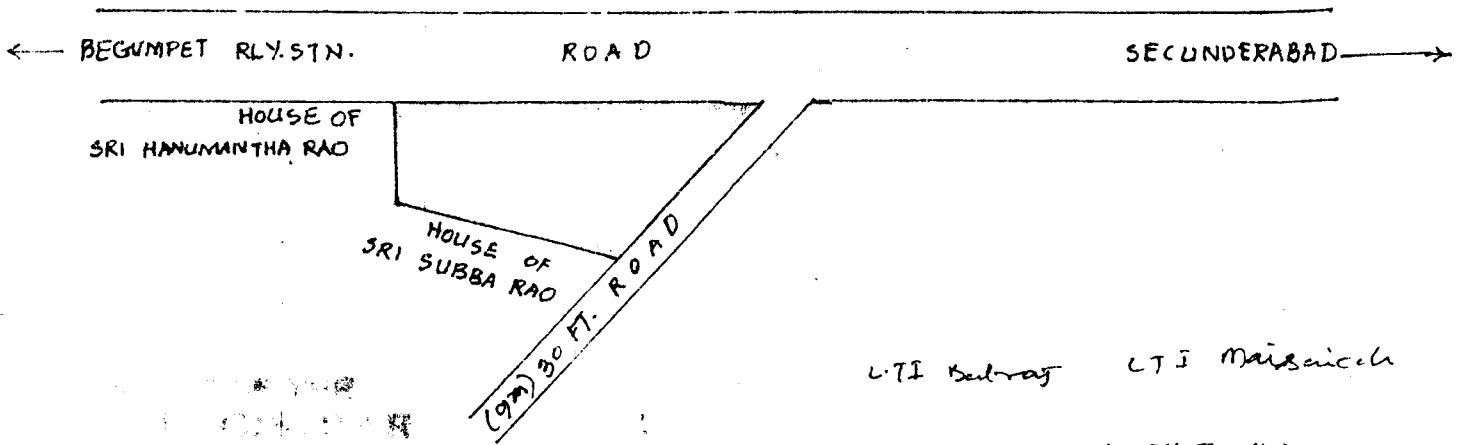 ← BEGUMPET RLY. STN. ROAD SECUNDERABAD →
HOUSE OF
SRI HANUMANTHA RAO
HOUSE OF
SRI SUBBA RAO
(9M) 30 FT. ROAD
L.T.I Balraj L T I